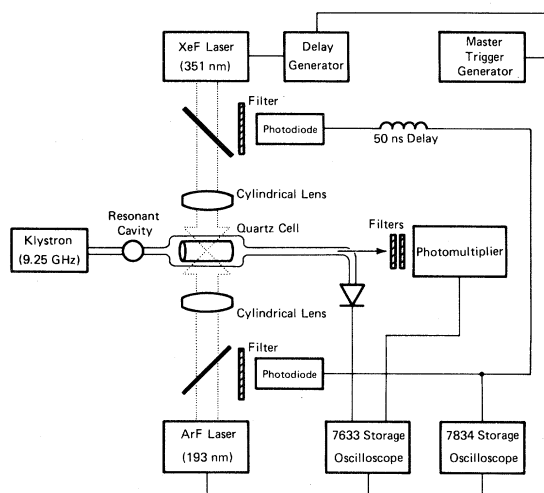 XeF Laser
(351 nm)
Delay
Generator
Master
Trigger
Generator
Filter
Photodiode
50 ns Delay
Cylindrical Lens
Resonant
Cavity
Quartz Cell
Klystron
(9.25 GHz)
Filters
Photomultiplier
Cylindrical Lens
Filter
Photodiode
ArF Laser
(193 nm)
7633 Storage
Oscilloscope
7834 Storage
Oscilloscope